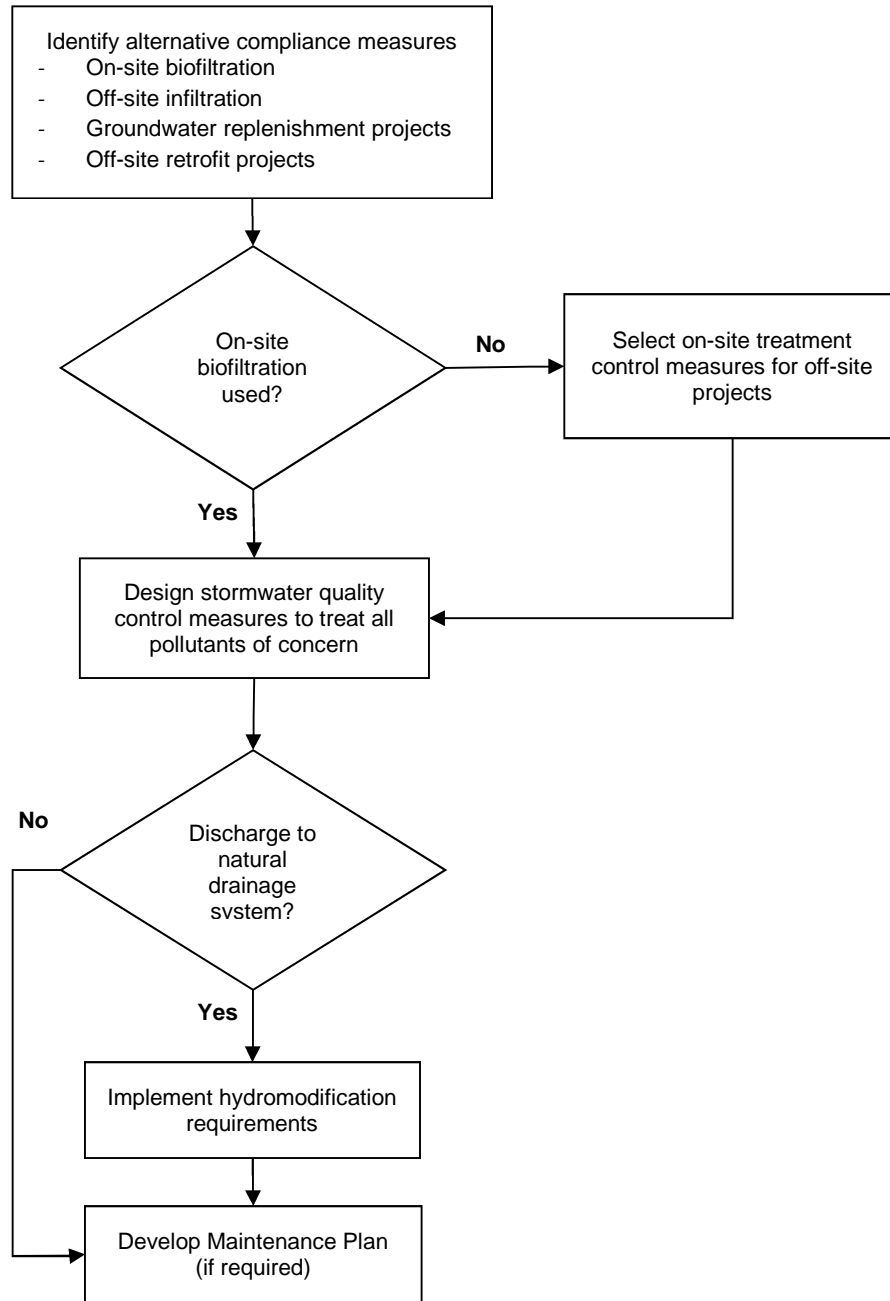 Identify alternative compliance measures
- On-site biofiltration
- Off-site infiltration
- Groundwater replenishment projects
- Off-site retrofit projects
On-site
biofiltration
used?
No
Select on-site treatment
control measures for off-site
projects
Yes
Design stormwater quality
control measures to treat all
pollutants of concern
No
Discharge to
natural
drainage
system?
Yes
Implement hydromodification
requirements
Develop Maintenance Plan
(if required)